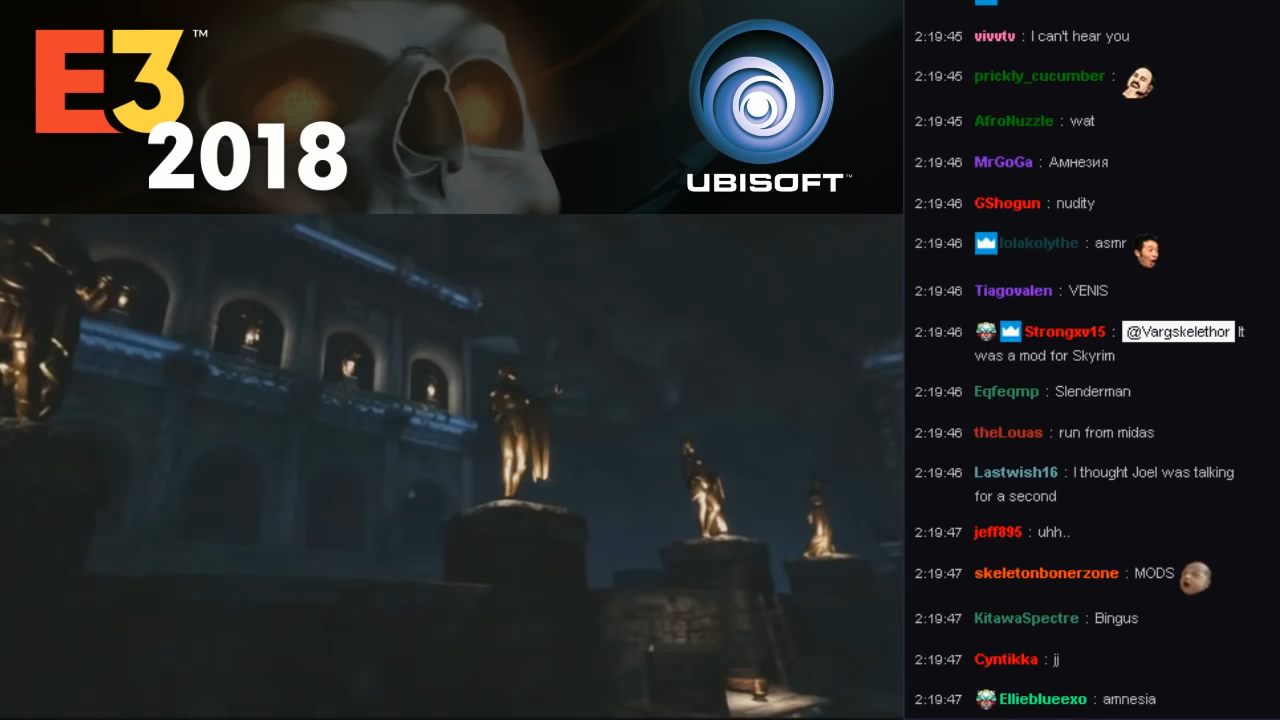 E3™
2018
UBISOFT™
2:19:45 vivvtv : I can't hear you
2:19:45 prickly_cucumber :
2:19:45 AfroNuzzle : wat
2:19:46 MrGoGa : Амнезия
2:19:46 GShogun : nudity
2:19:46 lolakolythe : asmr
2:19:46 Tiagovalen : VENIS
2:19:46 Strongxv15 : @Vargskelethor It
was a mod for Skyrim
2:19:46 Eqfeqmp : Slenderman
2:19:46 theLouas : run from midas
2:19:46 Lastwish16 : I thought Joel was talking
for a second
2:19:47 jeff895 : uhh..
2:19:47 skeletonbonerzone : MODS
2:19:47 KitawaSpectre : Bingus
2:19:47 Cyntikka : jj
2:19:47 Ellieblueexo : amnesia